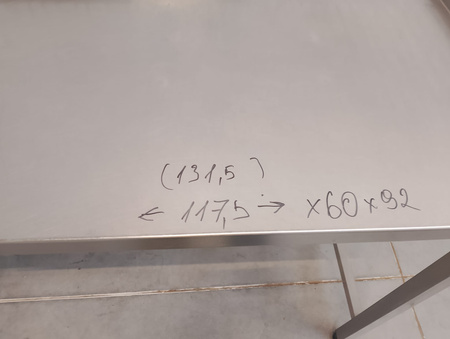 (131,5)
← 117,5 → x60x92